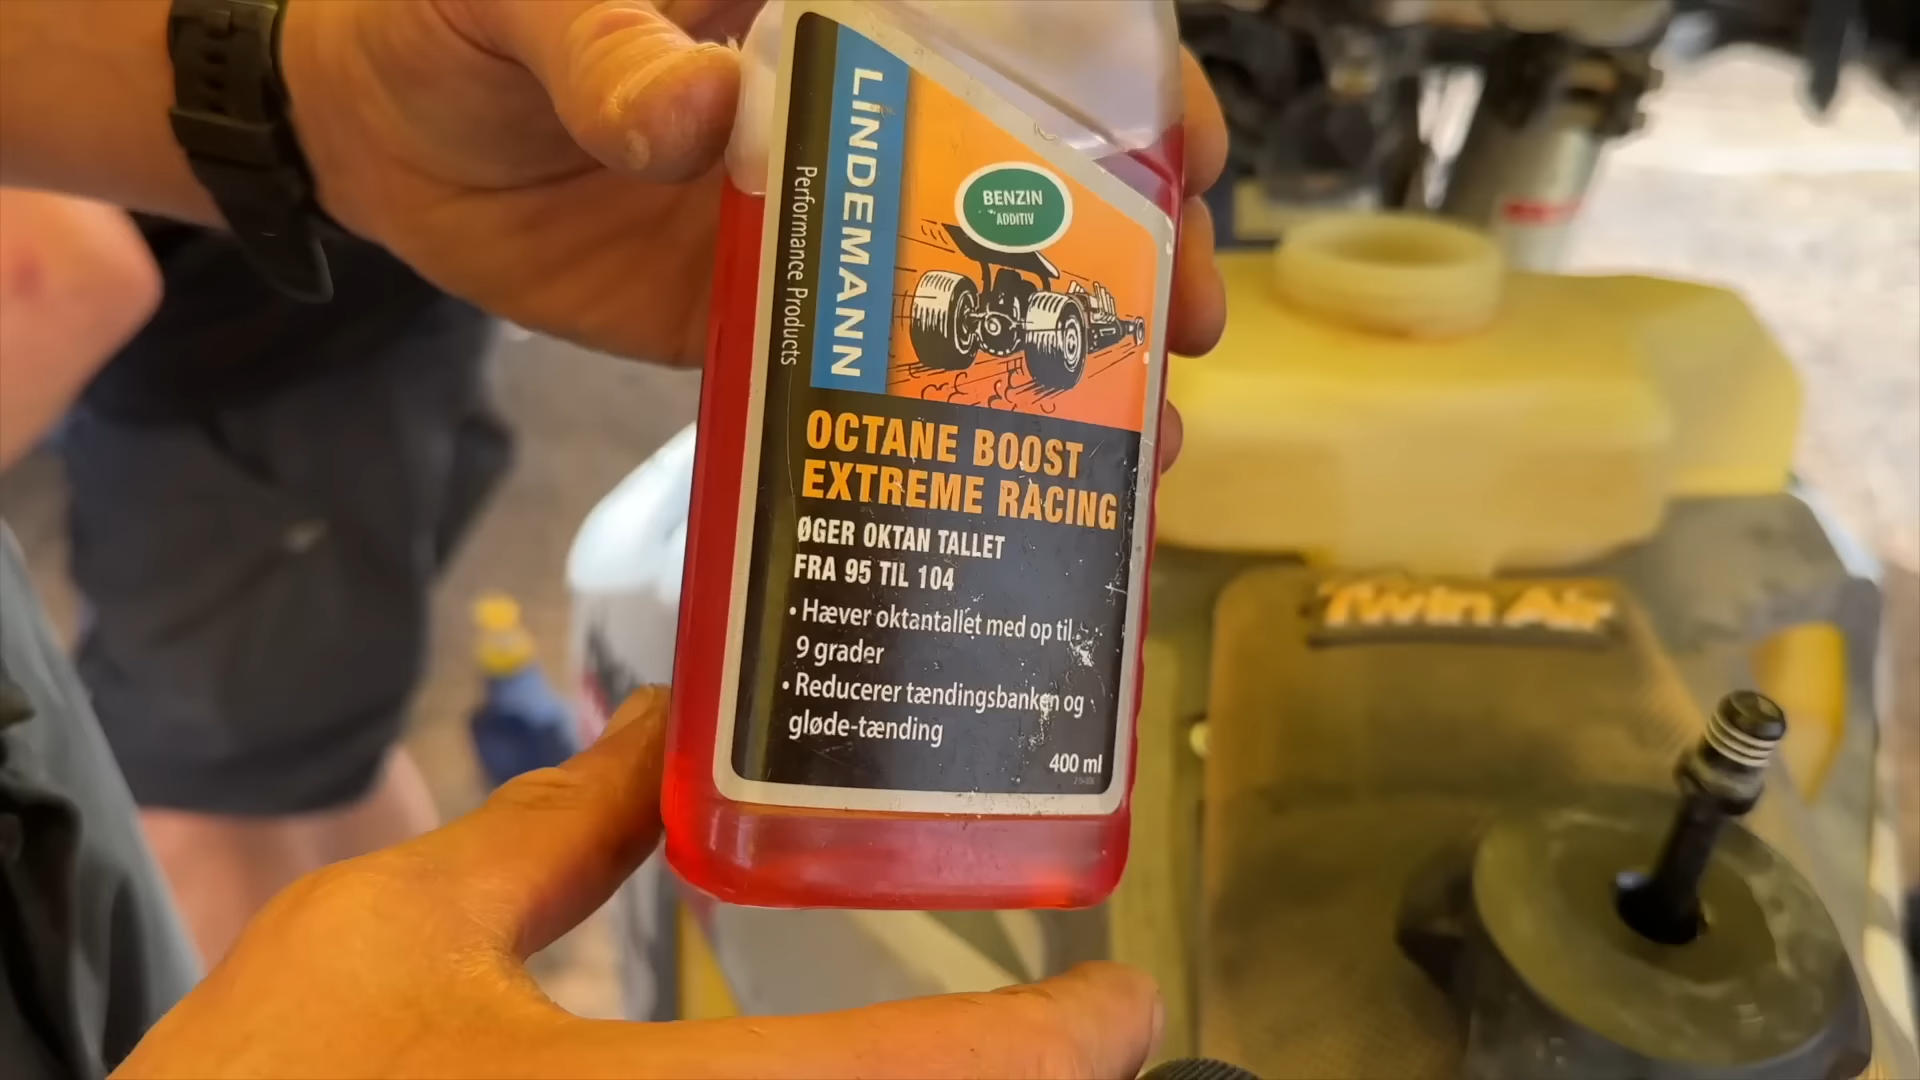 LINDEMANN
Performance Products
BENZIN
ADDITIV
OCTANE BOOST
EXTREME RACING
ØGER OKTAN TALLET
FRA 95 TIL 104
• Hæver oktantallet med op til
9 grader
• Reducerer tændingsbanken og
gløde-tænding
400 ml
Twin Air